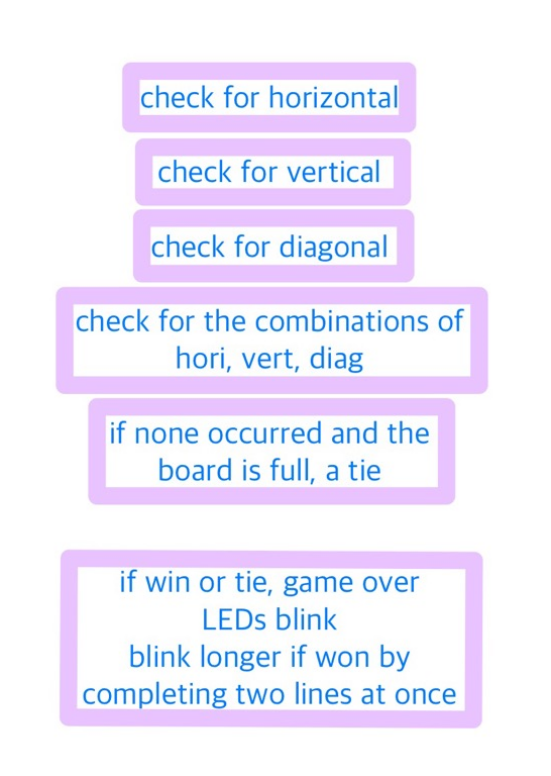 check for horizontal
check for vertical
check for diagonal
check for the combinations of
hori, vert, diag
if none occurred and the
board is full, a tie
if win or tie, game over
LEDs blink
blink longer if won by
completing two lines at once